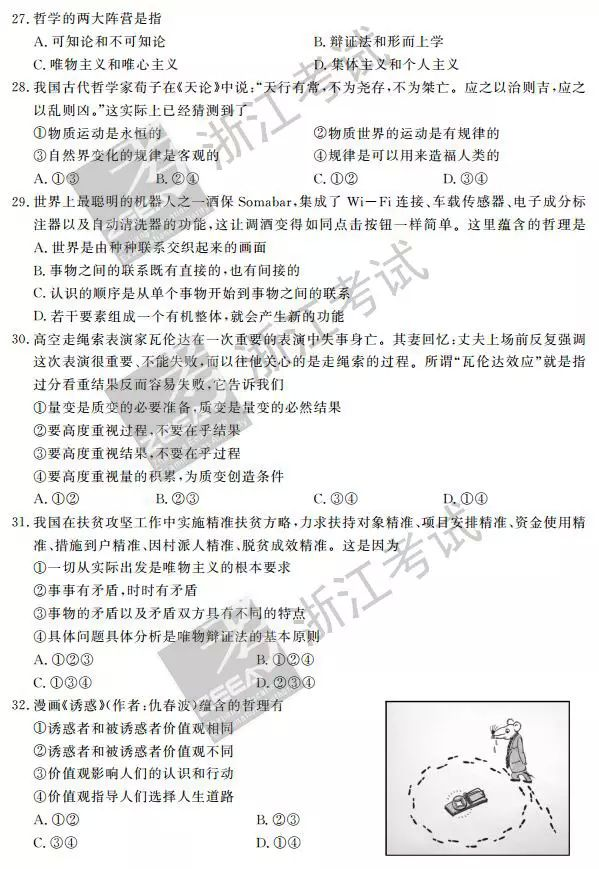 27. 哲学的两大阵营是指
A. 可知论和不可知论 B. 辩证法和形而上学
C. 唯物主义和唯心主义 D. 集体主义和个人主义
28. 我国古代哲学家荀子在《天论》中说:“天行有常,不为尧存,不为桀亡。应之以治则吉,应之
以乱则凶。”这实际上已经猜测到了
①物质运动是永恒的 ②物质世界的运动是有规律的
③自然界变化的规律是客观的 ④规律是可以用来造福人类的
A. ①③ B. ②④ C. ①② D. ③④
29. 世界上最聪明的机器人之一酒保 Somabar,集成了 Wi-Fi 连接、车载传感器、电子成分标
注器以及自动清洗器的功能,这让调酒变得如同点击按钮一样简单。这里蕴含的哲理是
A. 世界是由种种联系交织起来的画面
B. 事物之间的联系既有直接的,也有间接的
C. 认识的顺序是从单个事物开始到事物之间的联系
D. 若干要素组成一个有机整体,就会产生新的功能
30. 高空走绳索表演家瓦伦达在一次重要的表演中失事身亡。其妻回忆:丈夫上场前反复强调
这次表演很重要、不能失败,而以往他关心的是走绳索的过程。所谓“瓦伦达效应”就是指
过分看重结果反而容易失败,它告诉我们
①量变是质变的必要准备,质变是量变的必然结果
②要高度重视过程,不要在乎结果
③要高度重视结果,不要在乎过程
④要高度重视量的积累,为质变创造条件
A. ①② B. ②③ C. ③④ D. ①④
31. 我国在扶贫攻坚工作中实施精准扶贫方略,力求扶持对象精准、项目安排精准、资金使用精
准、措施到户精准、因村派人精准、脱贫成效精准。这是因为
①一切从实际出发是唯物主义的根本要求
②事事有矛盾,时时有矛盾
③事物的矛盾以及矛盾双方具有不同的特点
④具体问题具体分析是唯物辩证法的基本原则
A. ①②③ B. ①②④
C. ①③④ D. ②③④
32. 漫画《诱惑》(作者:仇春波)蕴含的哲理有
①诱惑者和被诱惑者价值观相同
②诱惑者和被诱惑者价值观不同
③价值观影响人们的认识和行动
④价值观指导人们选择人生道路
A. ①② B. ②③
C. ③④ D. ①④
浙江考试
浙江考试
浙江考试
ZEEA